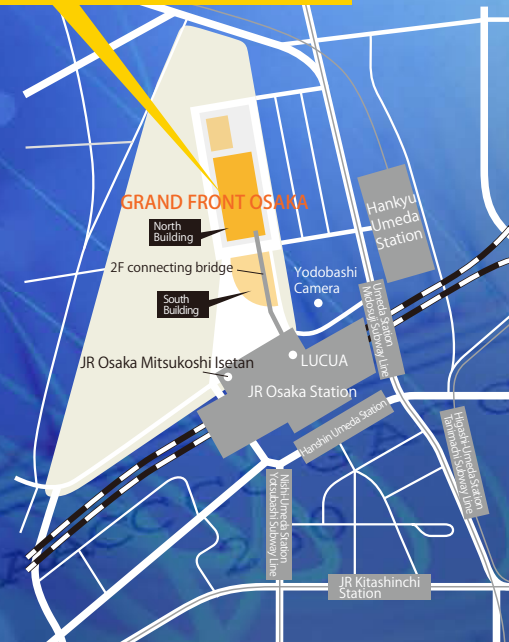 GRAND FRONT OSAKA
North
Building
Hankyu
Umeda
Station
2F connecting bridge
Yodobashi
Camera
South
Building
Umeda Station
Midosuji Subway Line
JR Osaka Mitsukoshi Isetan
LUCUA
JR Osaka Station
Hanshin Umeda Station
Higashi-Umeda Station
Tanimachi Subway Line
Nishi-Umeda Station
Yotsubashi Subway Line
JR Kitashinchi
Station